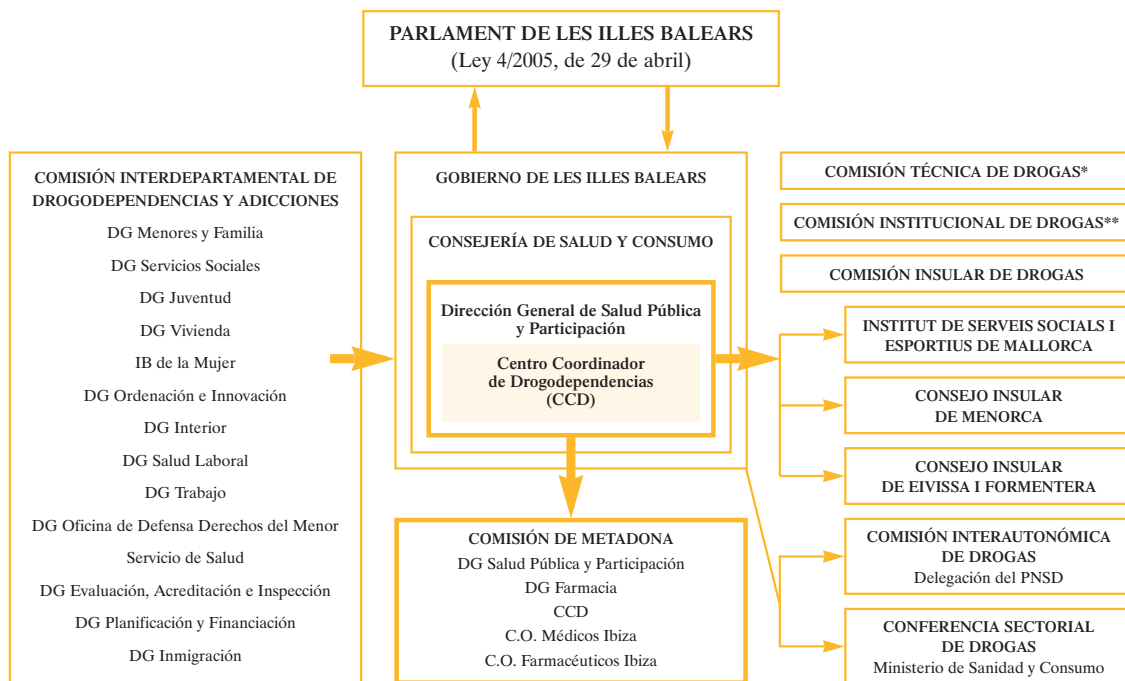 PARLAMENT DE LES ILLES BALEARS
(Ley 4/2005, de 29 de abril)
COMISIÓN INTERDEPARTAMENTAL DE
DROGODEPENDENCIAS Y ADICCIONES
DG Menores y Familia
DG Servicios Sociales
DG Juventud
DG Vivienda
IB de la Mujer
DG Ordenación e Innovación
DG Interior
DG Salud Laboral
DG Trabajo
DG Oficina de Defensa Derechos del Menor
Servicio de Salud
DG Evaluación, Acreditación e Inspección
DG Planificación y Financiación
DG Inmigración
GOBIERNO DE LES ILLES BALEARS
CONSEJERÍA DE SALUD Y CONSUMO
Dirección General de Salud Pública
y Participación
Centro Coordinador
de Drogodependencias
(CCD)
COMISIÓN DE METADONA
DG Salud Pública y Participación
DG Farmacia
CCD
C.O. Médicos Ibiza
C.O. Farmacéuticos Ibiza
COMISIÓN TÉCNICA DE DROGAS*
COMISIÓN INSTITUCIONAL DE DROGAS**
COMISIÓN INSULAR DE DROGAS
INSTITUT DE SERVEIS SOCIALS I
ESPORTIUS DE MALLORCA
CONSEJO INSULAR
DE MENORCA
CONSEJO INSULAR
DE EIVISSA I FORMENTERA
COMISIÓN INTERAUTONÓMICA
DE DROGAS
Delegación del PNSD
CONFERENCIA SECTORIAL
DE DROGAS
Ministerio de Sanidad y Consumo